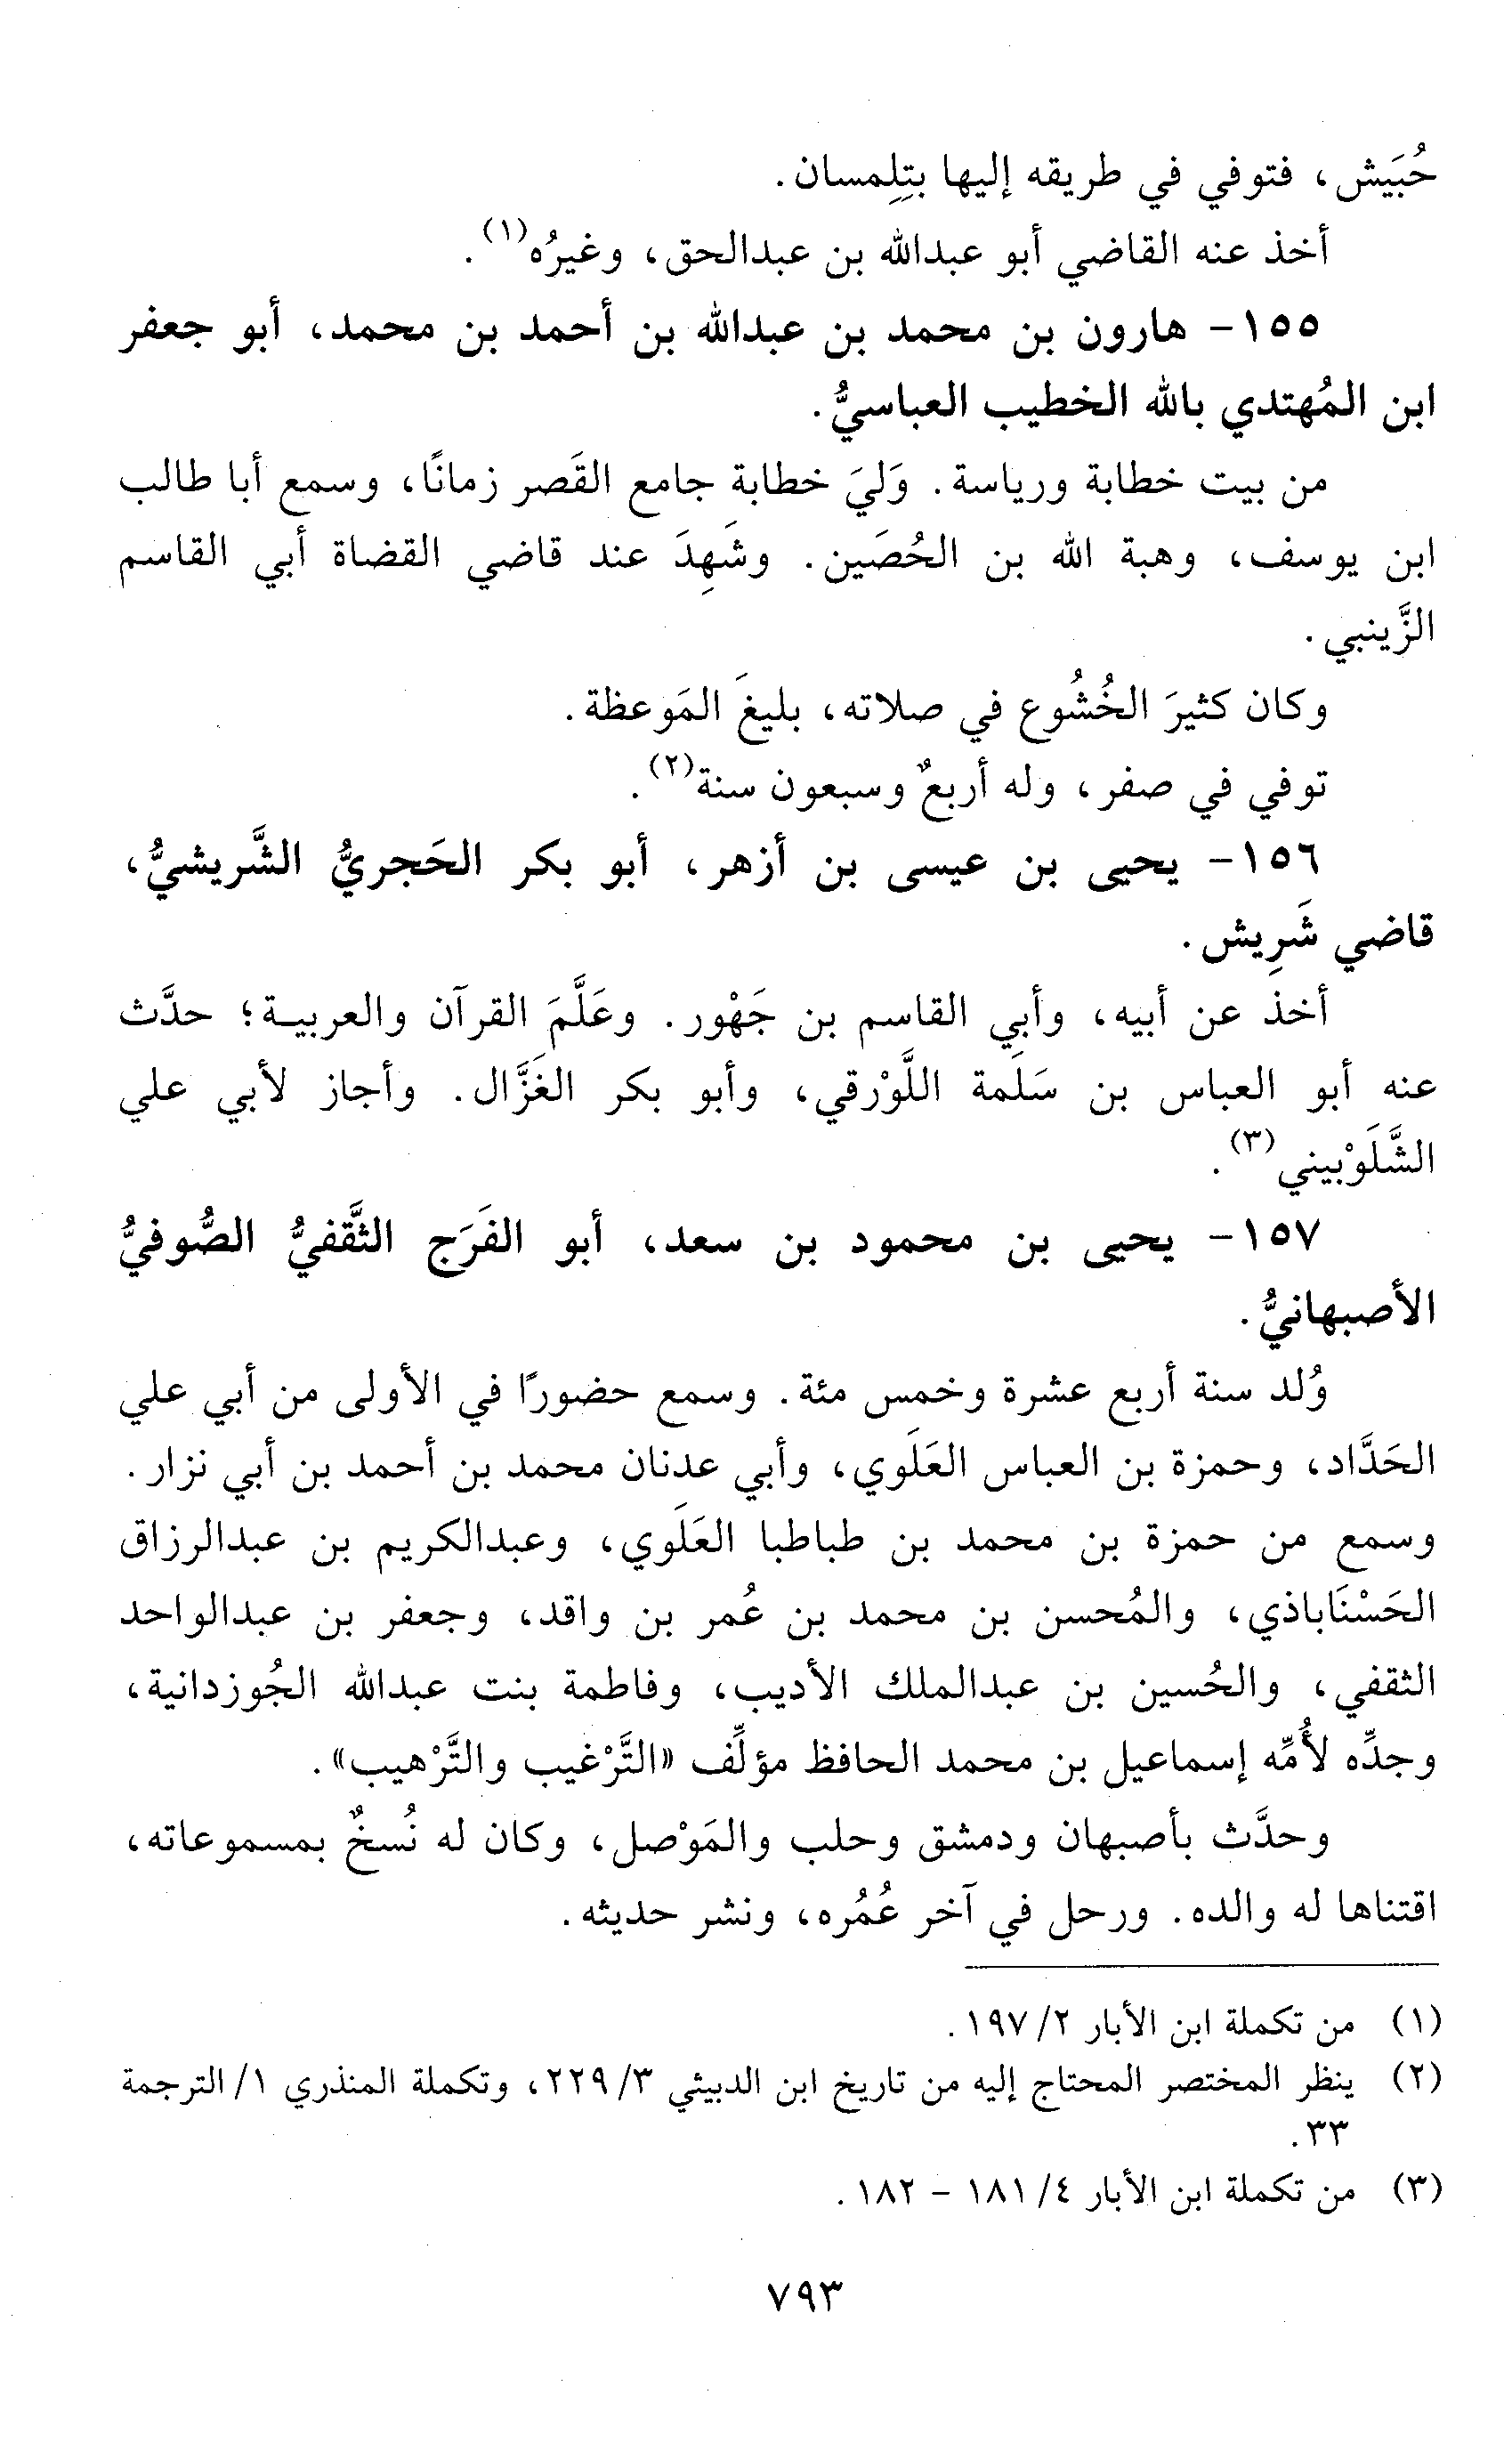 حُبَيش، فتوفي في طريقه إليها بتِلِمسان.
أخذ عنه القاضي أبو عبدالله بن عبدالحق، وغيرُه(١).
١٥٥- هارون بن محمد بن عبدالله بن أحمد بن محمد، أبو جعفر
ابن المُهتدي بالله الخطيب العباسيُّ.
من بيت خطابة ورياسة. وَليَ خطابة جامع القَصر زمانًا، وسمع أبا طالب
ابن يوسف، وهبة الله بن الحُصَين. وشَهِدَ عند قاضي القضاة أبي القاسم
الزَّينبي.
وكان كثيرَ الخُشُوع في صلاته، بليغَ المَوعظة.
توفي في صفر، وله أربعٌ وسبعون سنة(٢).
١٥٦- يحيى بن عيسى بن أزهر، أبو بكر الحَجريُّ الشَّريشيُّ،
قاضي شَرِيش.
أخذ عن أبيه، وأبي القاسم بن جَهْور. وعَلَّمَ القرآن والعربيـة؛ حدَّث
عنه أبو العباس بن سَلَمة اللَّوْرقي، وأبو بكر الغَزَّال. وأجاز لأبي علي
الشَّلَوْبيني(٣).
١٥٧- يحيى بن محمود بن سعد، أبو الفَرَج الثَّقفيُّ الصُّوفيُّ
الأصبهانيُّ.
وُلد سنة أربع عشرة وخمس مئة. وسمع حضورًا في الأولى من أبي علي
الحَدَّاد، وحمزة بن العباس العَلَوي، وأبي عدنان محمد بن أحمد بن أبي نزار.
وسمع من حمزة بن محمد بن طباطبا العَلَوي، وعبدالكريم بن عبدالرزاق
الحَسْنَاباذي، والمُحسن بن محمد بن عُمر بن واقد، وجعفر بن عبدالواحد
الثقفي، والحُسين بن عبدالملك الأديب، وفاطمة بنت عبدالله الجُوزدانية،
وجدِّه لأُمِّه إسماعيل بن محمد الحافظ مؤلِّف «التَّرْغيب والتَّرْهيب».
وحدَّث بأصبهان ودمشق وحلب والمَوْصل، وكان له نُسخٌ بمسموعاته،
اقتناها له والده. ورحل في آخر عُمُره، ونشر حديثه.
(١) من تكملة ابن الأبار ٢/ ١٩٧.
(٢) ينظر المختصر المحتاج إليه من تاريخ ابن الدبيثي ٣/ ٢٢٩، وتكملة المنذري ١/ الترجمة
٣٣.
(٣) من تكملة ابن الأبار ٤/ ١٨١ - ١٨٢.
٧٩٣